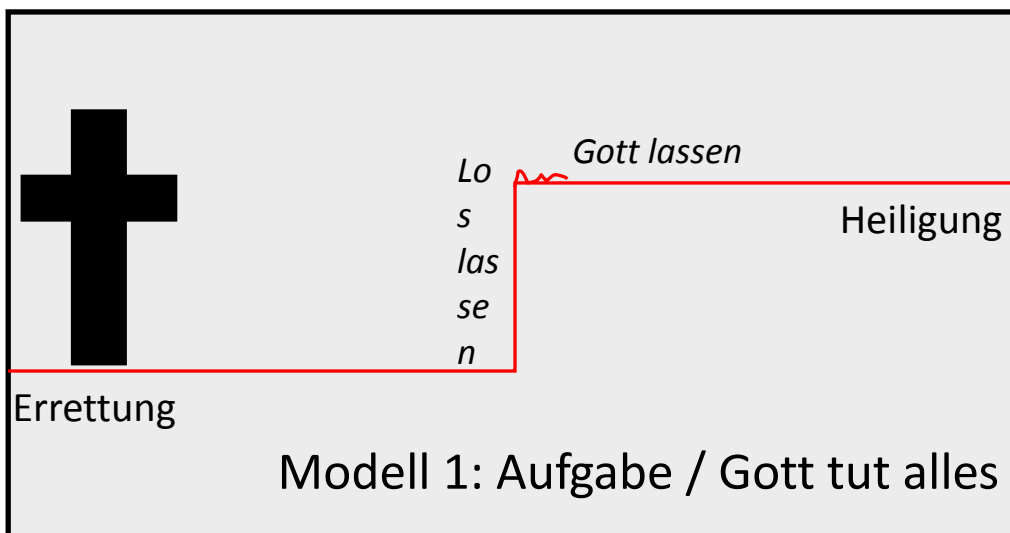 Gott lassen
Lo
s
las
se
n
Heiligung
Errettung
Modell 1: Aufgabe / Gott tut alles